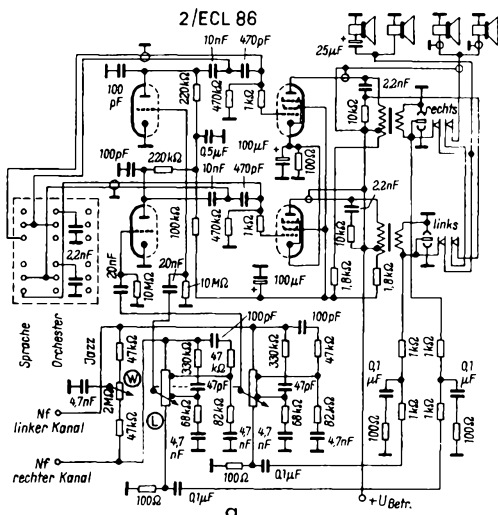 2/ECL 86
10nF
470pF
25μF
100
pF
220kΩ
470kΩ
1kΩ
2,2nF
10kΩ
rechts
0,5μF
100μF
100Ω
100pF
220kΩ
10nF
470pF
2,2nF
links
100kΩ
470kΩ
1kΩ
10kΩ
2,2nF
20nF
20nF
10MΩ
10MΩ
100μF
1,8kΩ
1,8kΩ
Sprache
Orchester
Jazz
100pF
100pF
47kΩ
330kΩ
47
kΩ
330kΩ
47kΩ
W
4,7nF
2MΩ
47pF
47pF
Nf
linker Kanal
47kΩ
L
68kΩ
82kΩ
68kΩ
82kΩ
4,7
nF
4,7
nF
4,7
nF
4,7nF
Nf
rechter Kanal
100Ω
0,1μF
100Ω
0,1μF
1kΩ
1kΩ
0,1
μF
0,1
μF
1kΩ
1kΩ
100Ω
100Ω
+UBetr.
a